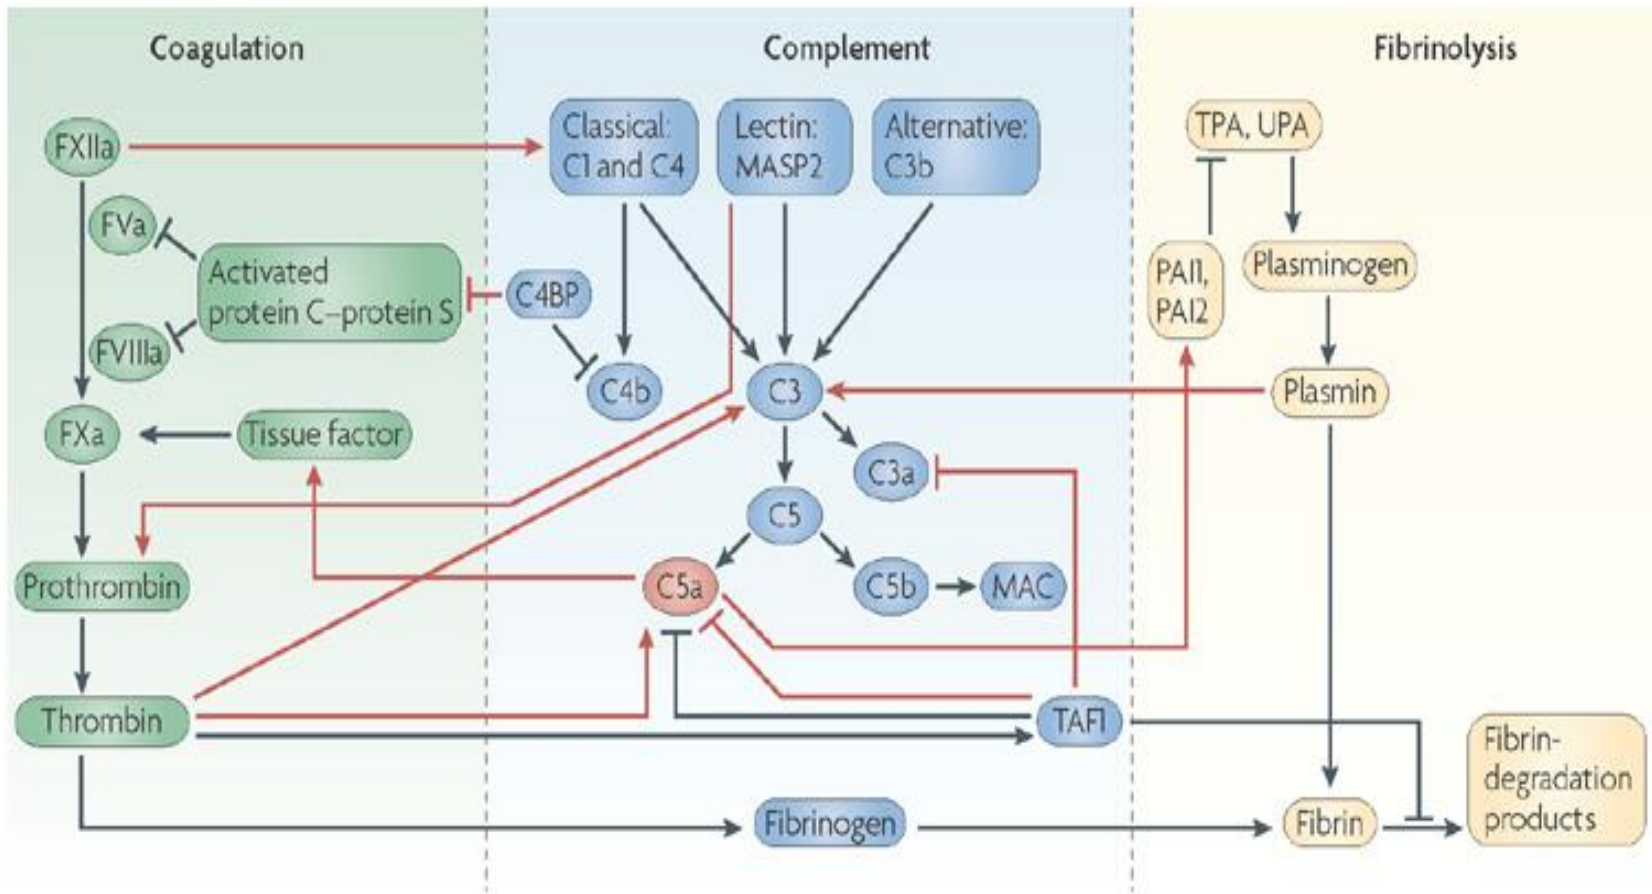 Coagulation
Complement
Fibrinolysis
FXIIa
FVa
Activated
protein C–protein S
FVIIIa
FXa
Tissue factor
Prothrombin
Thrombin
Classical:
C1 and C4
Lectin:
MASP2
Alternative:
C3b
C4BP
C4b
C3
C3a
C5
C5a
C5b
MAC
TAFI
Fibrinogen
TPA, UPA
PAI1,
PAI2
Plasminogen
Plasmin
Fibrin
Fibrin-
degradation
products